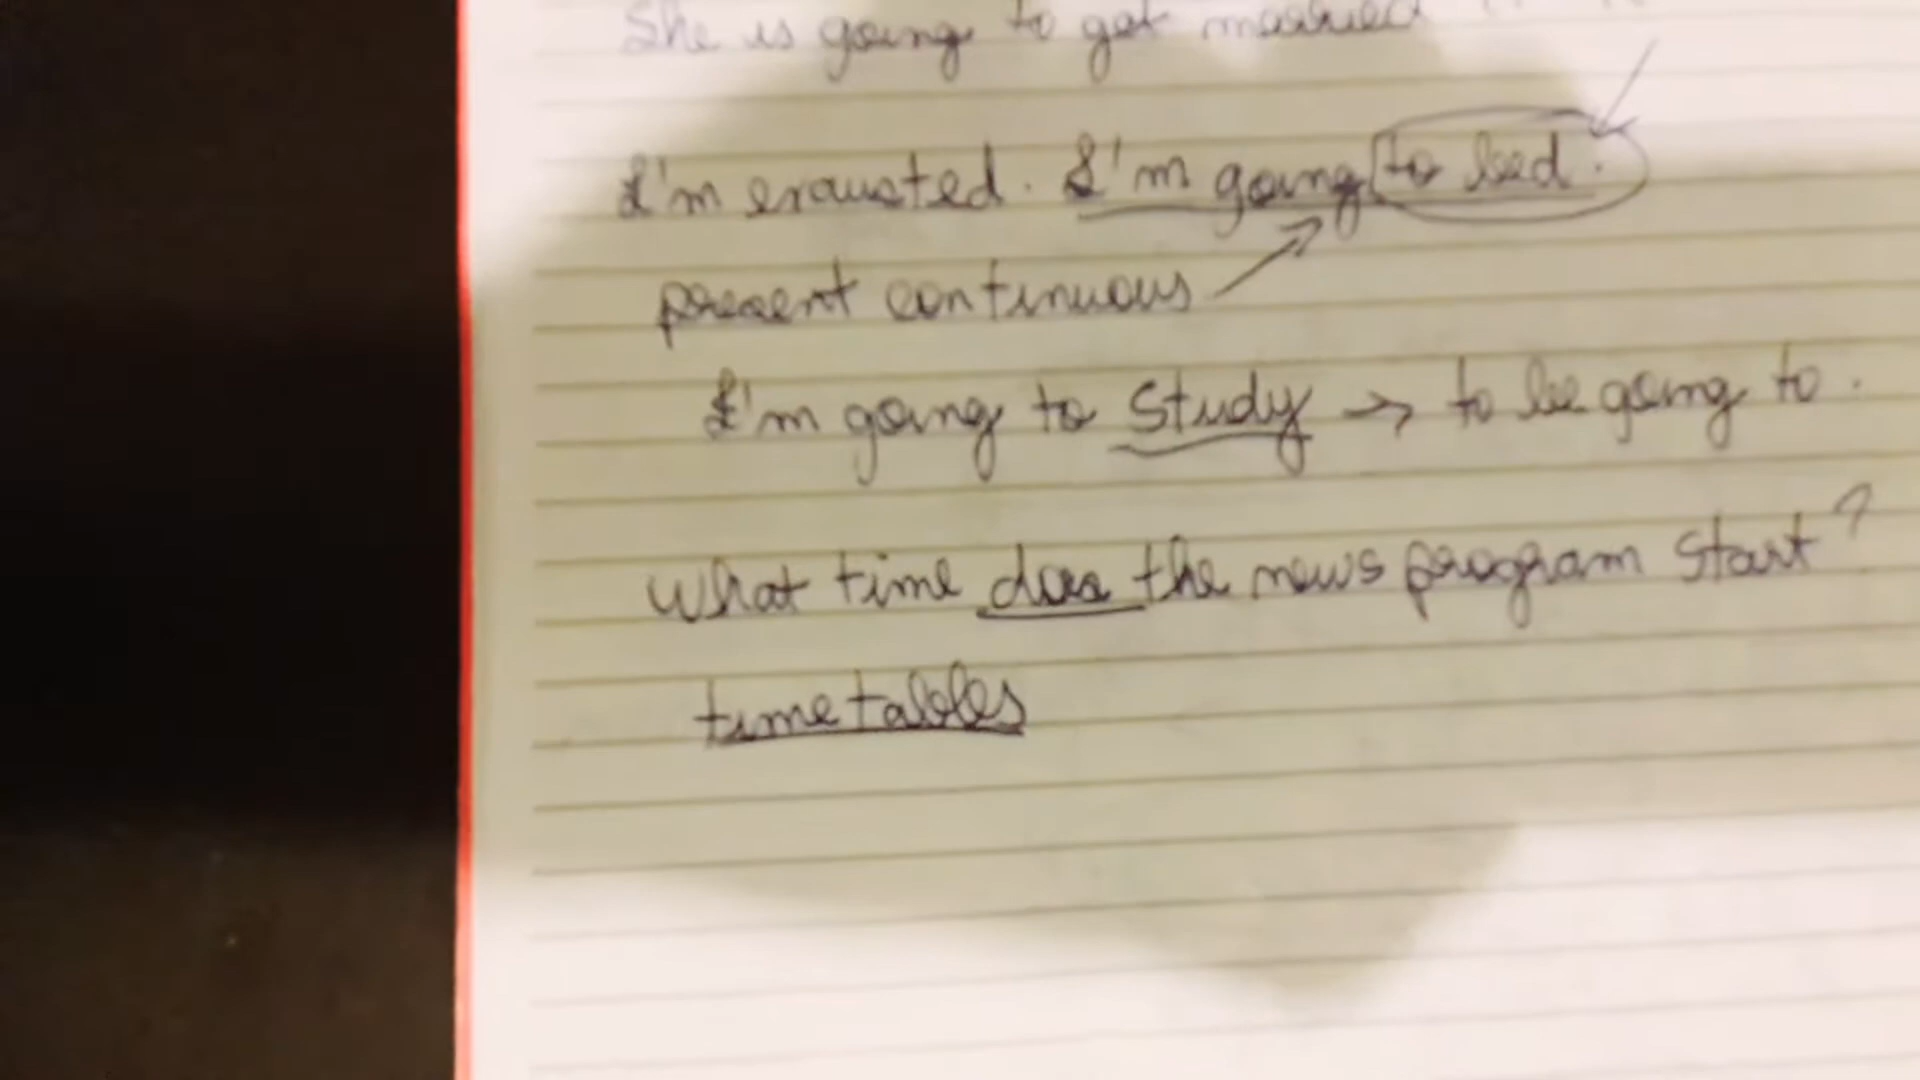 She is going to get married
I'm exausted. I'm going to bed.
present continuous
I'm going to study → to be going to.
What time does the news program start?
timetables